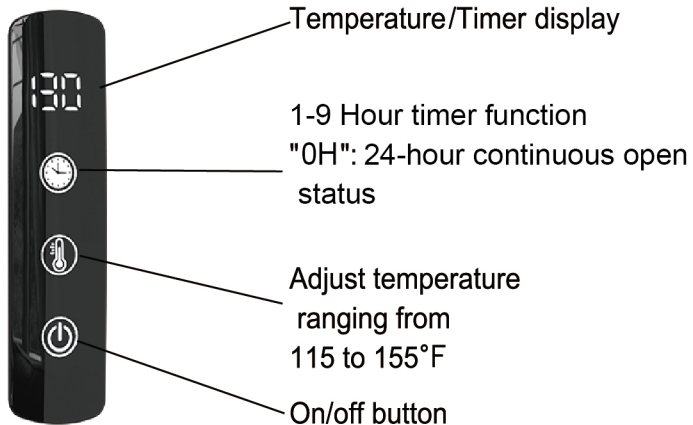 Temperature/Timer display
130
1-9 Hour timer function
"0H": 24-hour continuous open
status
Adjust temperature
ranging from
115 to 155°F
On/off button